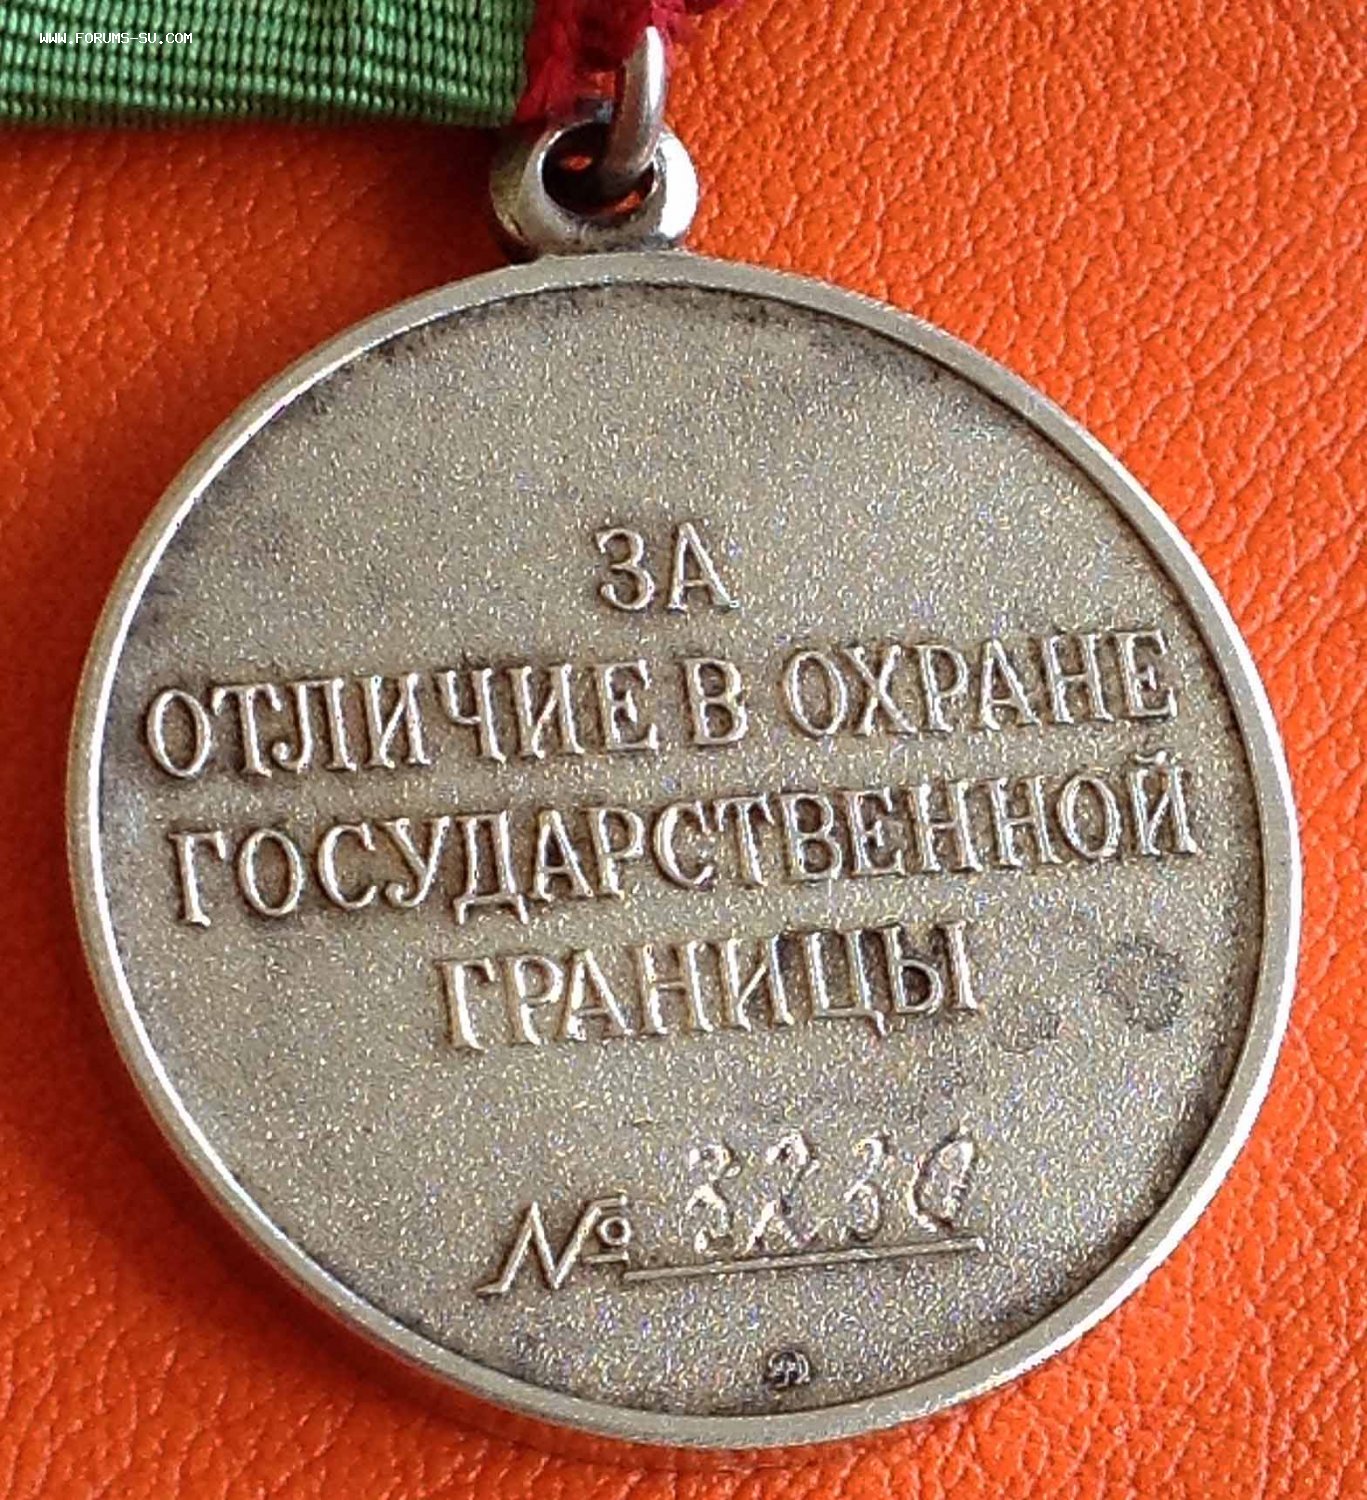 WWW.FORUMS-SU.COM
ЗА
ОТЛИЧИЕ В ОХРАНЕ
ГОСУДАРСТВЕННОЙ
ГРАНИЦЫ
№ 3230